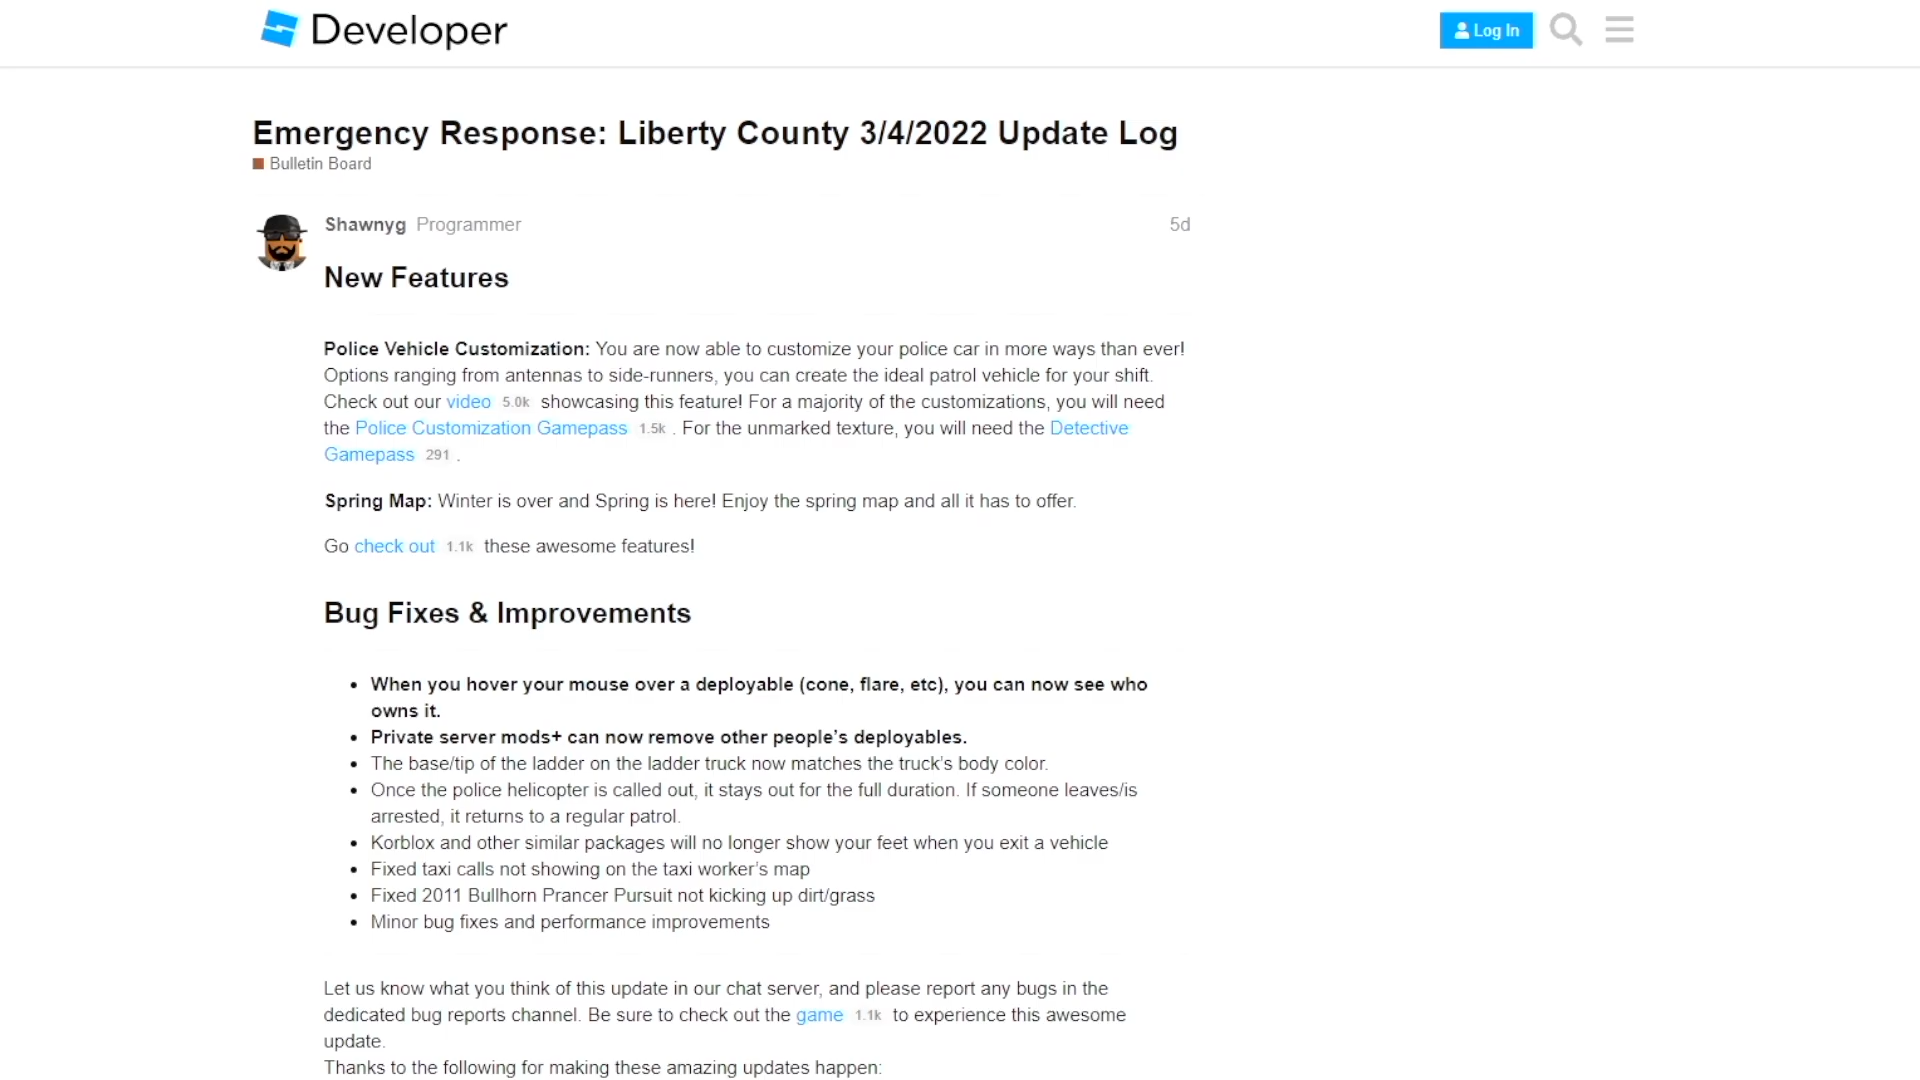 Developer
Log In
Emergency Response: Liberty County 3/4/2022 Update Log
Bulletin Board
Shawnyg Programmer 5d
New Features
Police Vehicle Customization: You are now able to customize your police car in more ways than ever!
Options ranging from antennas to side-runners, you can create the ideal patrol vehicle for your shift.
Check out our video 5.0k showcasing this feature! For a majority of the customizations, you will need
the Police Customization Gamepass 1.5k . For the unmarked texture, you will need the Detective
Gamepass 291 .
Spring Map: Winter is over and Spring is here! Enjoy the spring map and all it has to offer.
Go check out 1.1k these awesome features!
Bug Fixes & Improvements
• When you hover your mouse over a deployable (cone, flare, etc), you can now see who
owns it.
• Private server mods+ can now remove other people’s deployables.
• The base/tip of the ladder on the ladder truck now matches the truck’s body color.
• Once the police helicopter is called out, it stays out for the full duration. If someone leaves/is
arrested, it returns to a regular patrol.
• Korblox and other similar packages will no longer show your feet when you exit a vehicle
• Fixed taxi calls not showing on the taxi worker’s map
• Fixed 2011 Bullhorn Prancer Pursuit not kicking up dirt/grass
• Minor bug fixes and performance improvements
Let us know what you think of this update in our chat server, and please report any bugs in the
dedicated bug reports channel. Be sure to check out the game 1.1k to experience this awesome
update.
Thanks to the following for making these amazing updates happen: